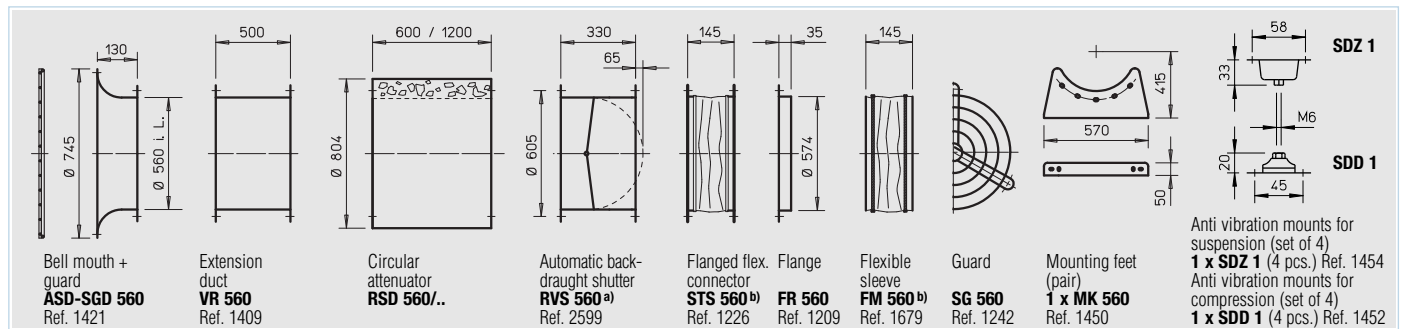 130
Ø 745
Ø 560 i. L.
500
600 / 1200
Ø 804
330
65
Ø 605
145
35
Ø 574
145
415
570
50
58
SDZ 1
33
M6
20
SDD 1
45
Bell mouth +
guard
ASD-SGD 560
Ref. 1421
Extension
duct
VR 560
Ref. 1409
Circular
attenuator
RSD 560/..
Automatic back-
draught shutter
RVS 560 a)
Ref. 2599
Flanged flex.
connector
STS 560 b)
Ref. 1226
Flange
FR 560
Ref. 1209
Flexible
sleeve
FM 560 b)
Ref. 1679
Guard
SG 560
Ref. 1242
Mounting feet
(pair)
1 x MK 560
Ref. 1450
Anti vibration mounts for
suspension (set of 4)
1 x SDZ 1 (4 pcs.) Ref. 1454
Anti vibration mounts for
compression (set of 4)
1 x SDD 1 (4 pcs.) Ref. 1452